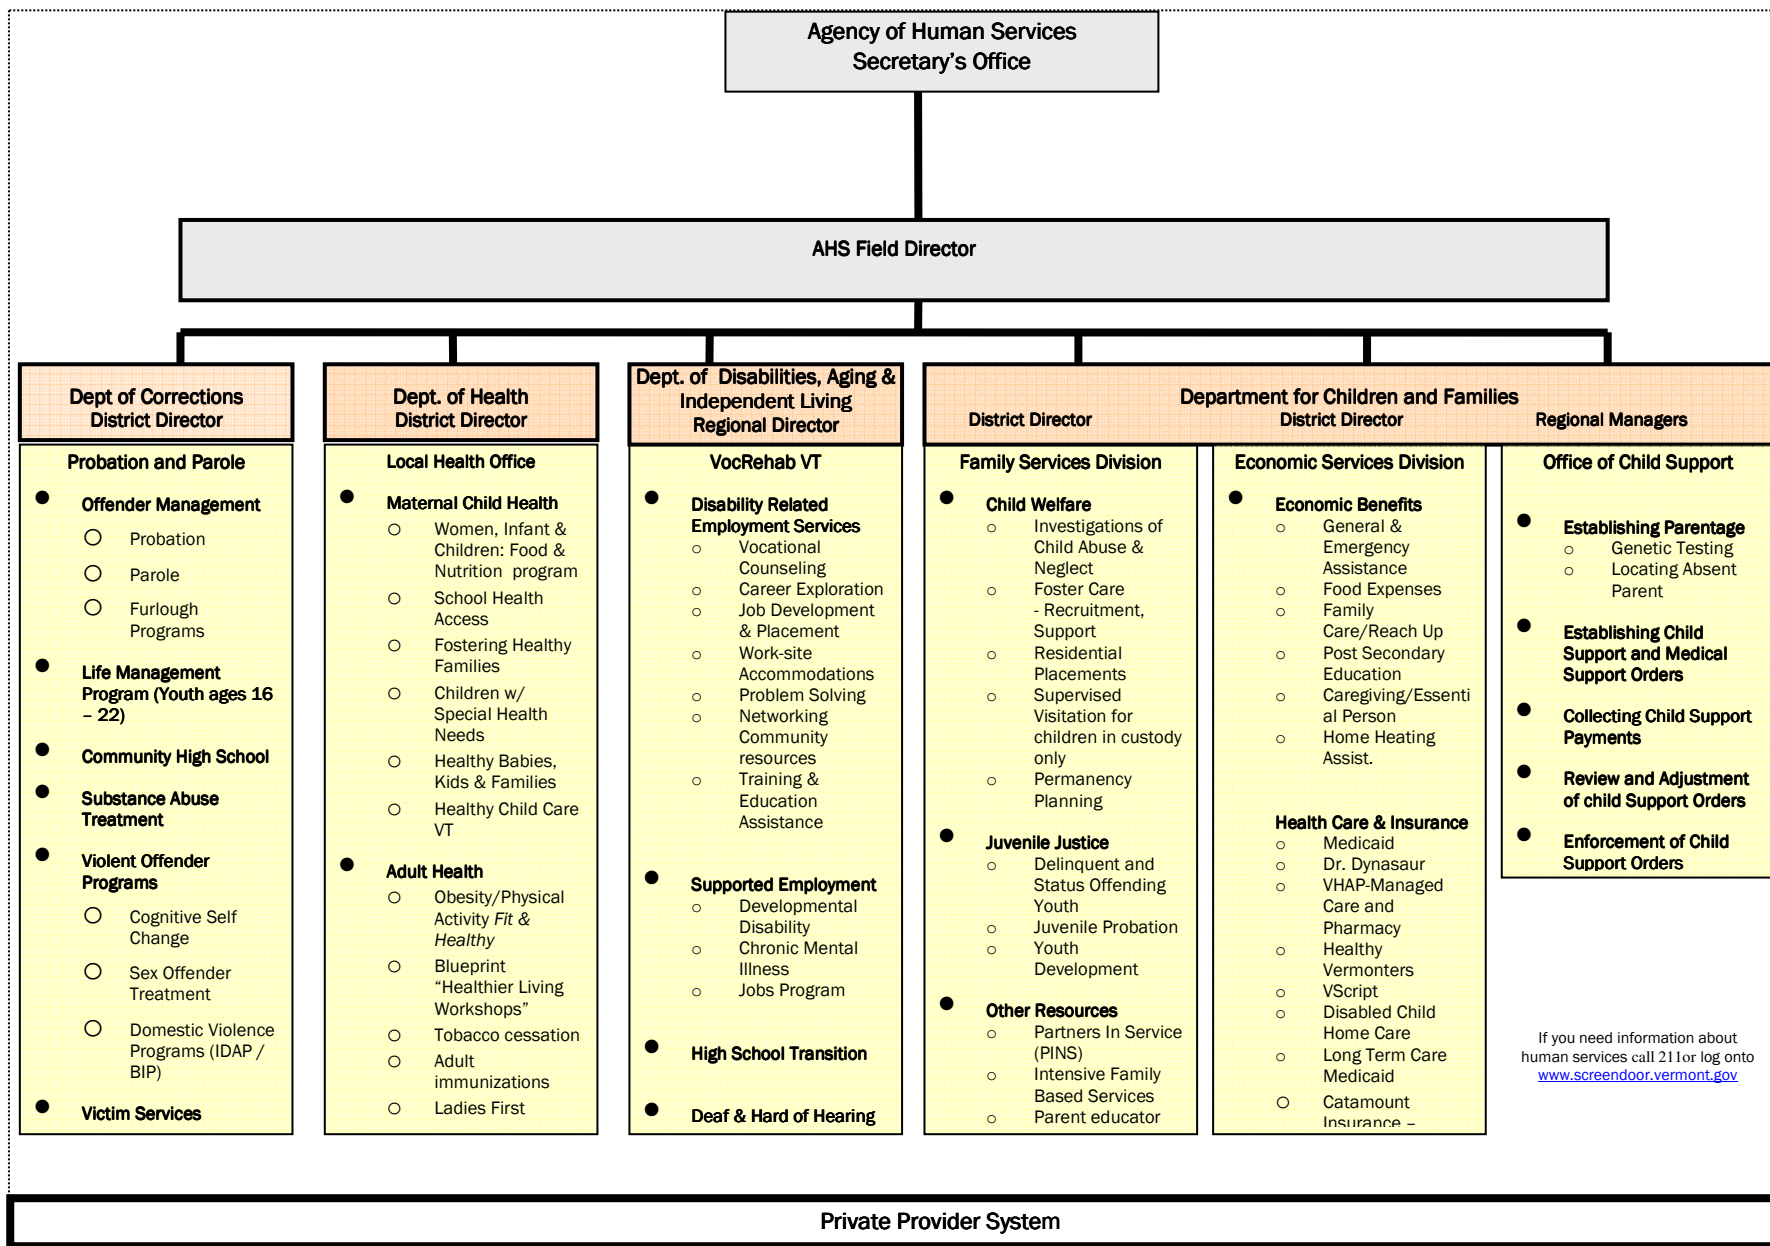 Agency of Human Services
Secretary's Office
AHS Field Director
Dept of Corrections
District Director
Probation and Parole
● Offender Management
○ Probation
○ Parole
○ Furlough
Programs
● Life Management
Program (Youth ages 16
– 22)
● Community High School
● Substance Abuse
Treatment
● Violent Offender
Programs
○ Cognitive Self
Change
○ Sex Offender
Treatment
○ Domestic Violence
Programs (IDAP /
BIP)
● Victim Services
Dept. of Health
District Director
Local Health Office
● Maternal Child Health
○ Women, Infant &
Children: Food &
Nutrition program
○ School Health
Access
○ Fostering Healthy
Families
○ Children w/
Special Health
Needs
○ Healthy Babies,
Kids & Families
○ Healthy Child Care
VT
● Adult Health
○ Obesity/Physical
Activity Fit &
Healthy
○ Blueprint
“Healthier Living
Workshops”
○ Tobacco cessation
○ Adult
immunizations
○ Ladies First
Dept. of Disabilities, Aging &
Independent Living
Regional Director
VocRehab VT
● Disability Related
Employment Services
○ Vocational
Counseling
○ Career Exploration
○ Job Development
& Placement
○ Work-site
Accommodations
○ Problem Solving
○ Networking
Community
resources
○ Training &
Education
Assistance
● Supported Employment
○ Developmental
Disability
○ Chronic Mental
Illness
○ Jobs Program
● High School Transition
● Deaf & Hard of Hearing
Department for Children and Families
District Director
District Director
Regional Managers
Family Services Division
● Child Welfare
○ Investigations of
Child Abuse &
Neglect
○ Foster Care
- Recruitment,
Support
○ Residential
Placements
○ Supervised
Visitation for
children in custody
only
○ Permanency
Planning
● Juvenile Justice
○ Delinquent and
Status Offending
Youth
○ Juvenile Probation
○ Youth
Development
● Other Resources
○ Partners In Service
(PINS)
○ Intensive Family
Based Services
○ Parent educator
Economic Services Division
● Economic Benefits
○ General &
Emergency
Assistance
○ Food Expenses
○ Family
Care/Reach Up
○ Post Secondary
Education
○ Caregiving/Essenti
al Person
○ Home Heating
Assist.
Health Care & Insurance
○ Medicaid
○ Dr. Dynasaur
○ VHAP-Managed
Care and
Pharmacy
○ Healthy
Vermonters
○ VScript
○ Disabled Child
Home Care
○ Long Term Care
Medicaid
○ Catamount
Insurance –
Office of Child Support
● Establishing Parentage
○ Genetic Testing
○ Locating Absent
Parent
● Establishing Child
Support and Medical
Support Orders
● Collecting Child Support
Payments
● Review and Adjustment
of child Support Orders
● Enforcement of Child
Support Orders
If you need information about
human services call 211or log onto
www.screendoor.vermont.gov
Private Provider System